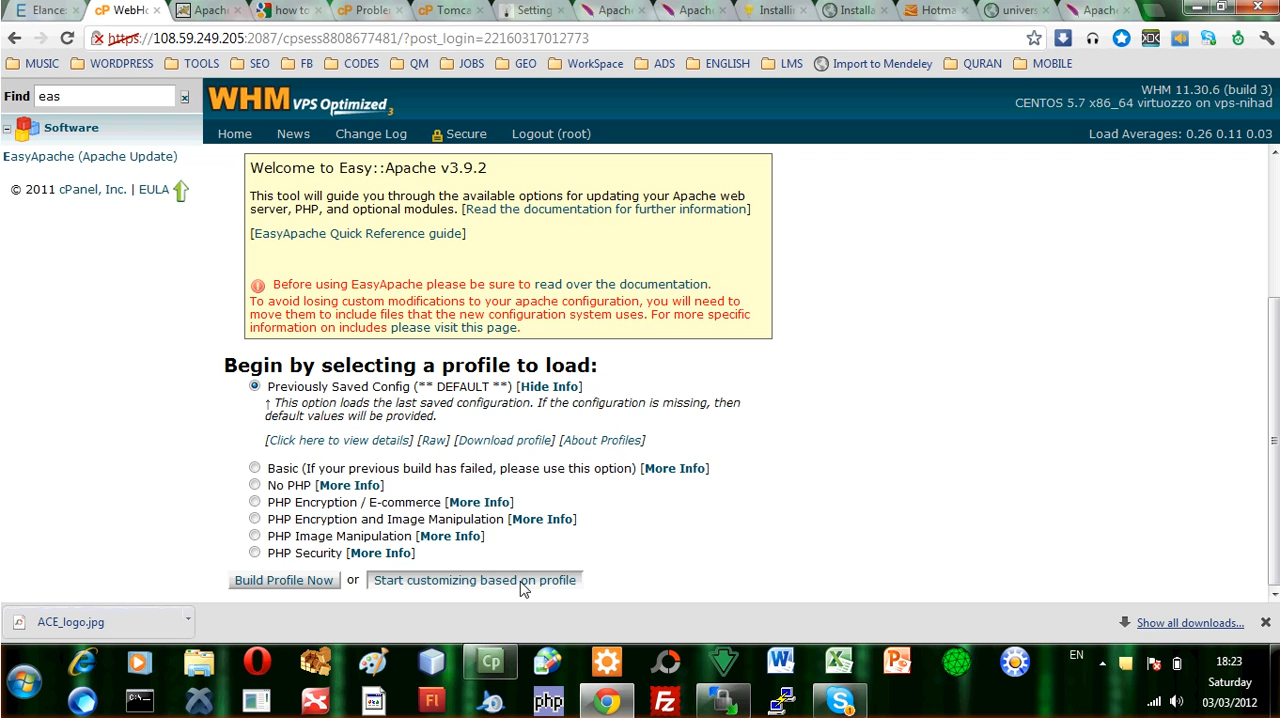 Elance
WebHo
Apach
how to
Proble
Tomca
Setting
Apache
Apach
Installi
Installa
Hotma
univers
Apach
https://108.59.249.205:2087/cpsess8808677481/?post_login=22160317012773
MUSIC WORDPRESS TOOLS SEO FB CODES QM JOBS GEO WorkSpace ADS ENGLISH LMS Import to Mendeley QURAN MOBILE
Find eas
WHM VPS Optimized 3
WHM 11.30.6 (build 3)
CENTOS 5.7 x86_64 virtuozzo on vps-nihad
Software
Home News Change Log Secure Logout (root) Load Averages: 0.26 0.11 0.03
EasyApache (Apache Update)
© 2011 cPanel, Inc. | EULA
Welcome to Easy::Apache v3.9.2
This tool will guide you through the available options for updating your Apache web
server, PHP, and optional modules. [Read the documentation for further information]
[EasyApache Quick Reference guide]
Before using EasyApache please be sure to read over the documentation.
To avoid losing custom modifications to your apache configuration, you will need to
move them to include files that the new configuration system uses. For more specific
information on includes please visit this page.
Begin by selecting a profile to load:
Previously Saved Config (** DEFAULT **) [Hide Info]
↑ This option loads the last saved configuration. If the configuration is missing, then
default values will be provided.
[Click here to view details] [Raw] [Download profile] [About Profiles]
Basic (If your previous build has failed, please use this option) [More Info]
No PHP [More Info]
PHP Encryption / E-commerce [More Info]
PHP Encryption and Image Manipulation [More Info]
PHP Image Manipulation [More Info]
PHP Security [More Info]
Build Profile Now or Start customizing based on profile
ACE_logo.jpg Show all downloads...
EN
18:23
Saturday
03/03/2012
Cp
php
Fl
Fz